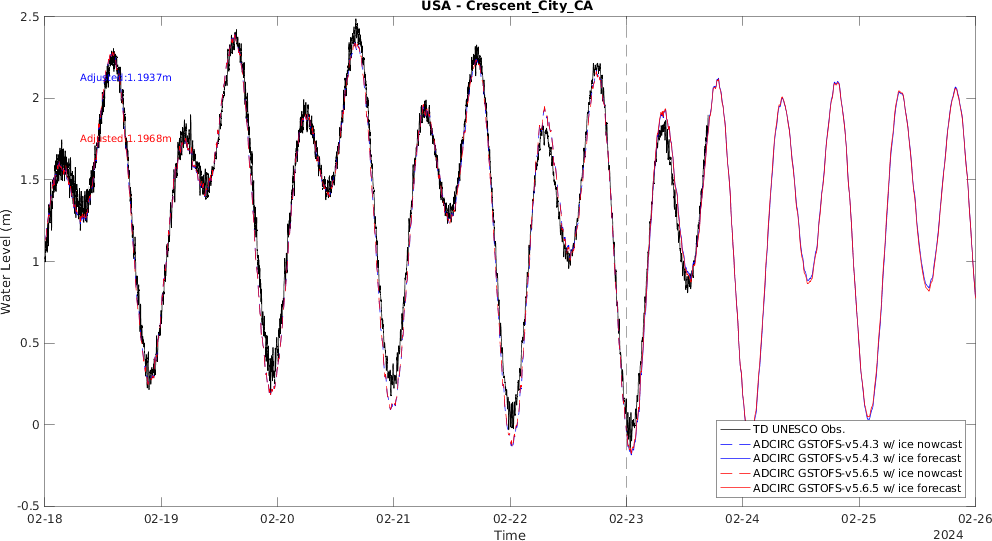 USA - Crescent_City_CA
2.5
2
1.5
1
0.5
0
-0.5
Water Level (m)
Adjusted:1.1937m
Adjusted:1.1968m
TD UNESCO Obs.
ADCIRC GSTOFS-v5.4.3 w/ ice nowcast
ADCIRC GSTOFS-v5.4.3 w/ ice forecast
ADCIRC GSTOFS-v5.6.5 w/ ice nowcast
ADCIRC GSTOFS-v5.6.5 w/ ice forecast
02-18 02-19 02-20 02-21 02-22 02-23 02-24 02-25 02-26
Time
2024